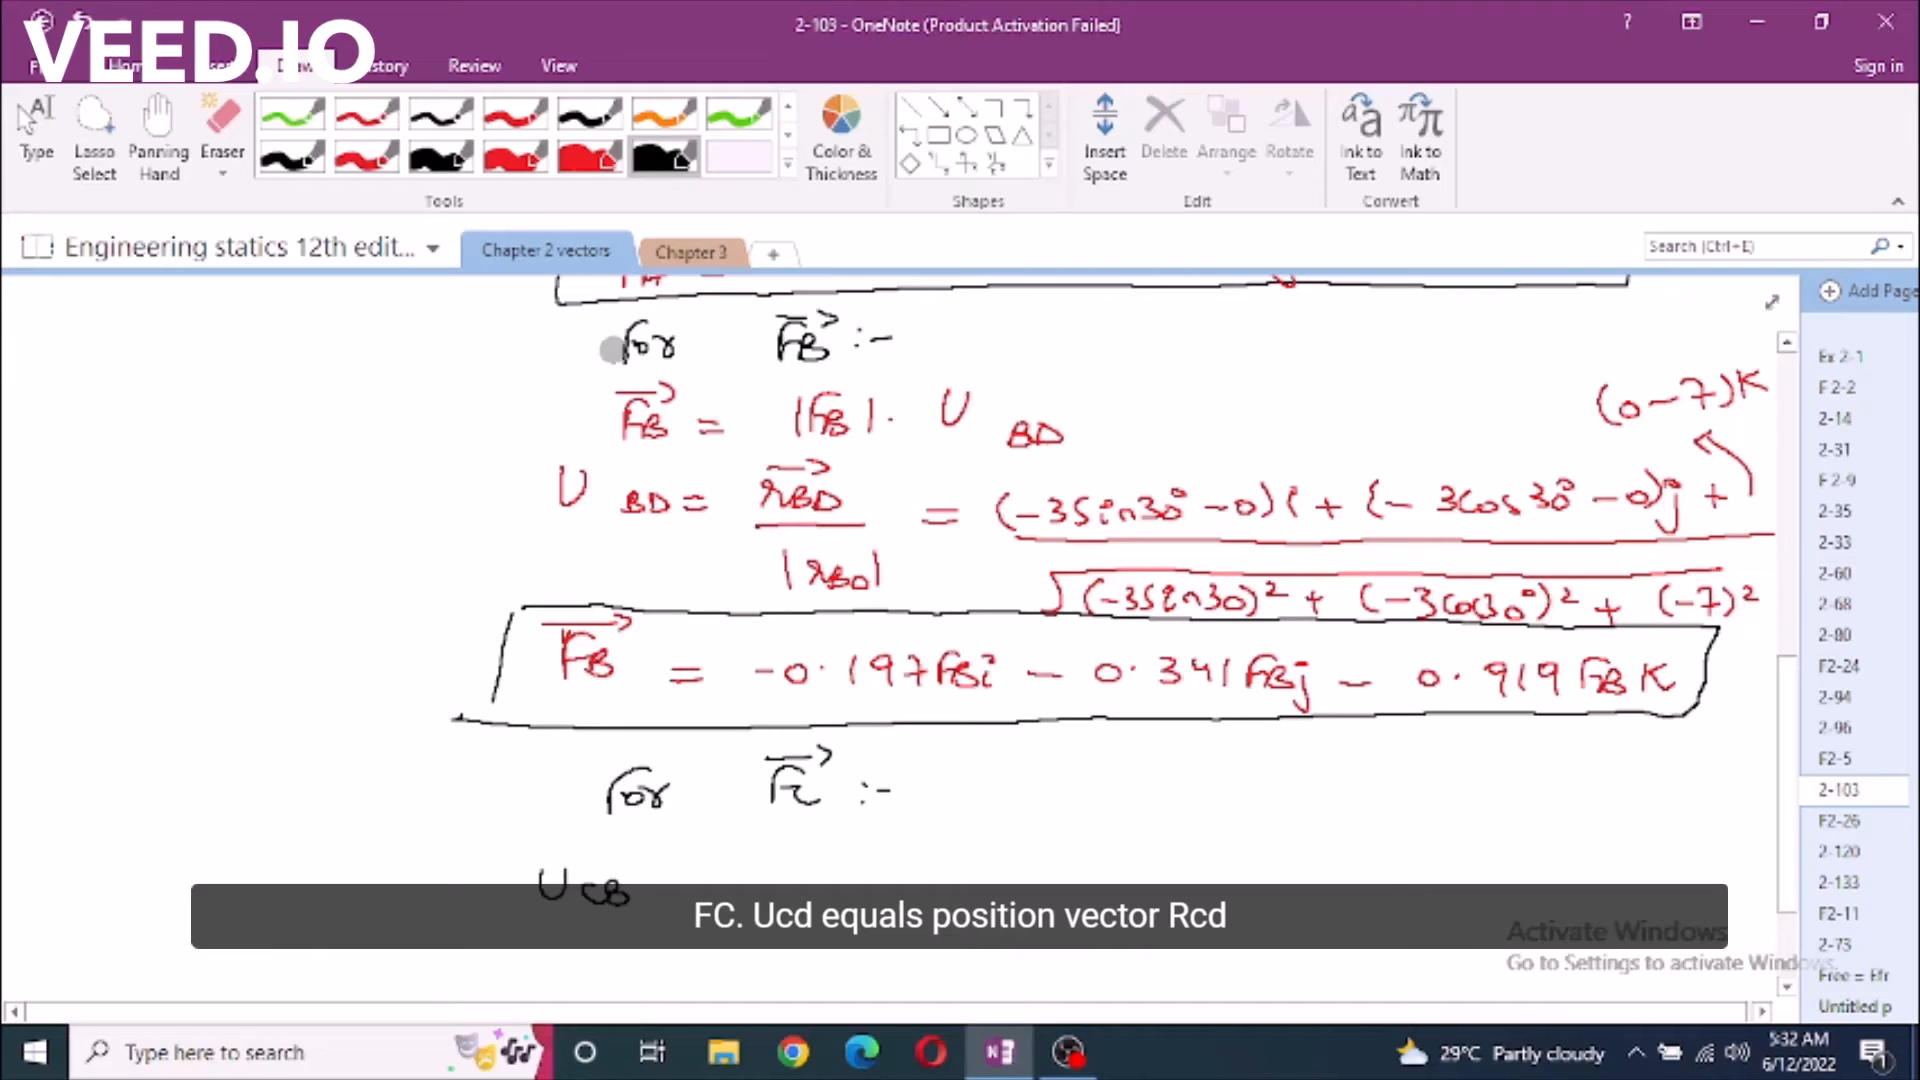 VEED.IO
2-103 - OneNote (Product Activation Failed)
?
Review View
Sign in
Type
Lasso Select
Panning Hand
Eraser
Color & Thickness
Insert Space
Delete
Arrange
Rotate
Ink to Text
Ink to Math
Tools
Shapes
Edit
Convert
Engineering statics 12th edit...
Chapter 2 vectors
Chapter 3
+
Search (Ctrl+E)
Add Page
for FB :-
FB = |FB| . U BD
(0-7)K
U BD = rBD = (-3Sin30° -0)i + (- 3Cos30° -0)j +
|rBD| √(-3Sin30)² + (-3Cos30°)² + (-7)²
FB = -0.197FBi - 0.341FBj - 0.919FBK
for Fc :-
U CB
FC. Ucd equals position vector Rcd
Activate Windows
Go to Settings to activate Windows.
Ex 2-1
F 2-2
2-14
2-31
F 2-9
2-35
2-33
2-60
2-68
2-80
F2-24
2-94
2-96
F2-5
2-103
F2-26
2-120
2-133
F2-11
2-73
Free = Efr
Untitled p
Type here to search
29°C Partly cloudy
5:32 AM
6/12/2022
1